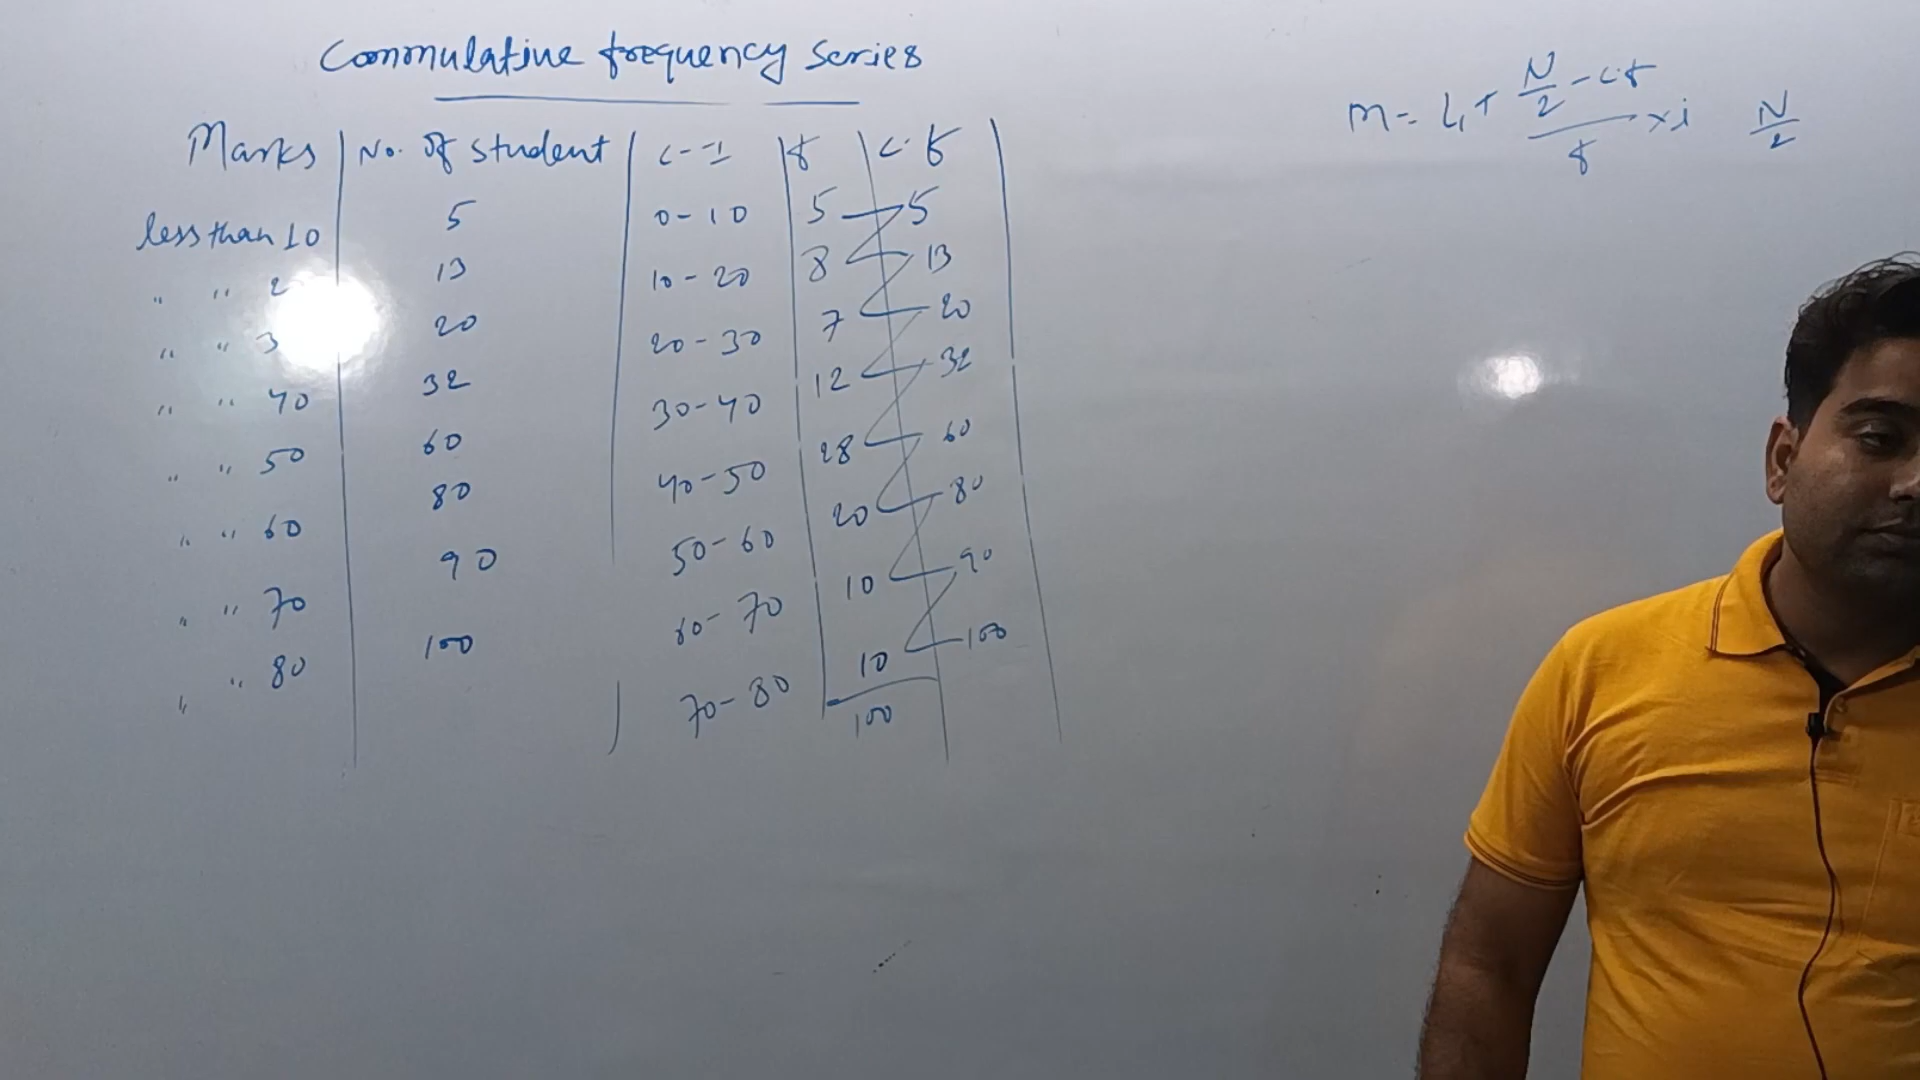 Commulative frequency series
M = L1 + N/2 - c.f / f × i N/2
Marks No. of student C-I f c.f
less than 10 5 0-10 5 5
" " 2 13 10-20 8 13
" " 3 20 20-30 7 20
" " 40 32 30-40 12 32
" " 50 60 40-50 28 60
" " 60 80 50-60 20 80
" " 70 90 60-70 10 90
" " 80 100 70-80 10 100
100